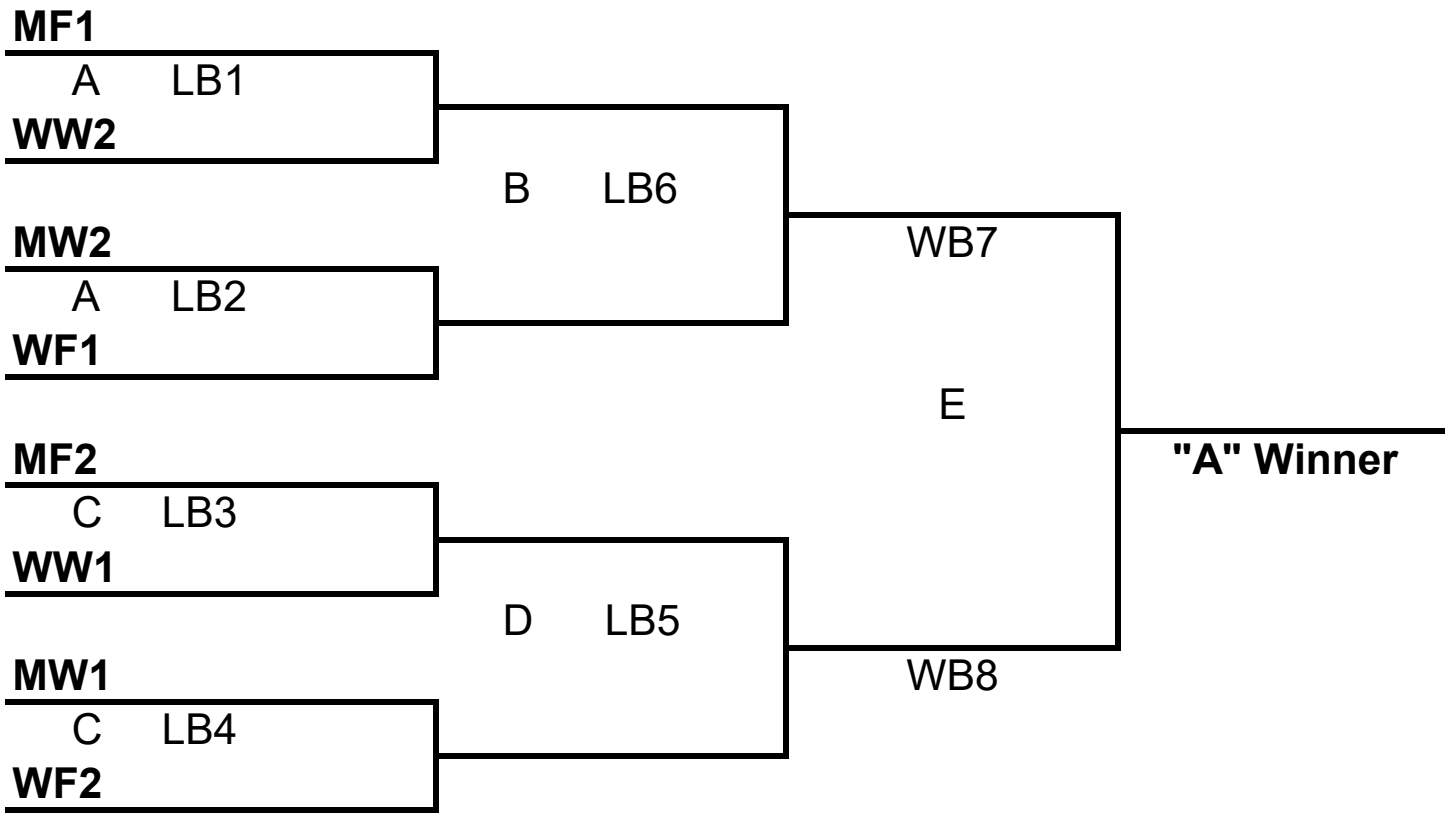 MF1
A LB1
WW2
B LB6
MW2
WB7
A LB2
WF1
E
MF2
"A" Winner
C LB3
WW1
D LB5
MW1
WB8
C LB4
WF2